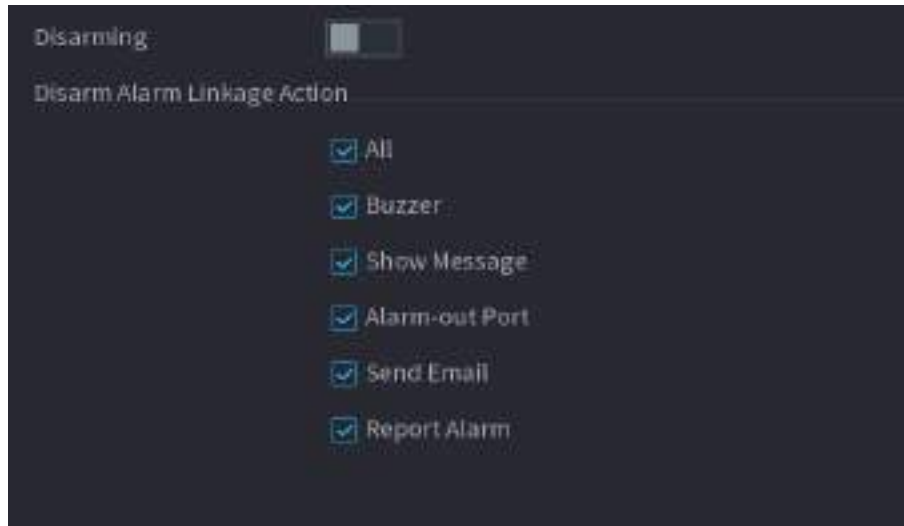 Disarming
Disarm Alarm Linkage Action
All
Buzzer
Show Message
Alarm-out Port
Send Email
Report Alarm